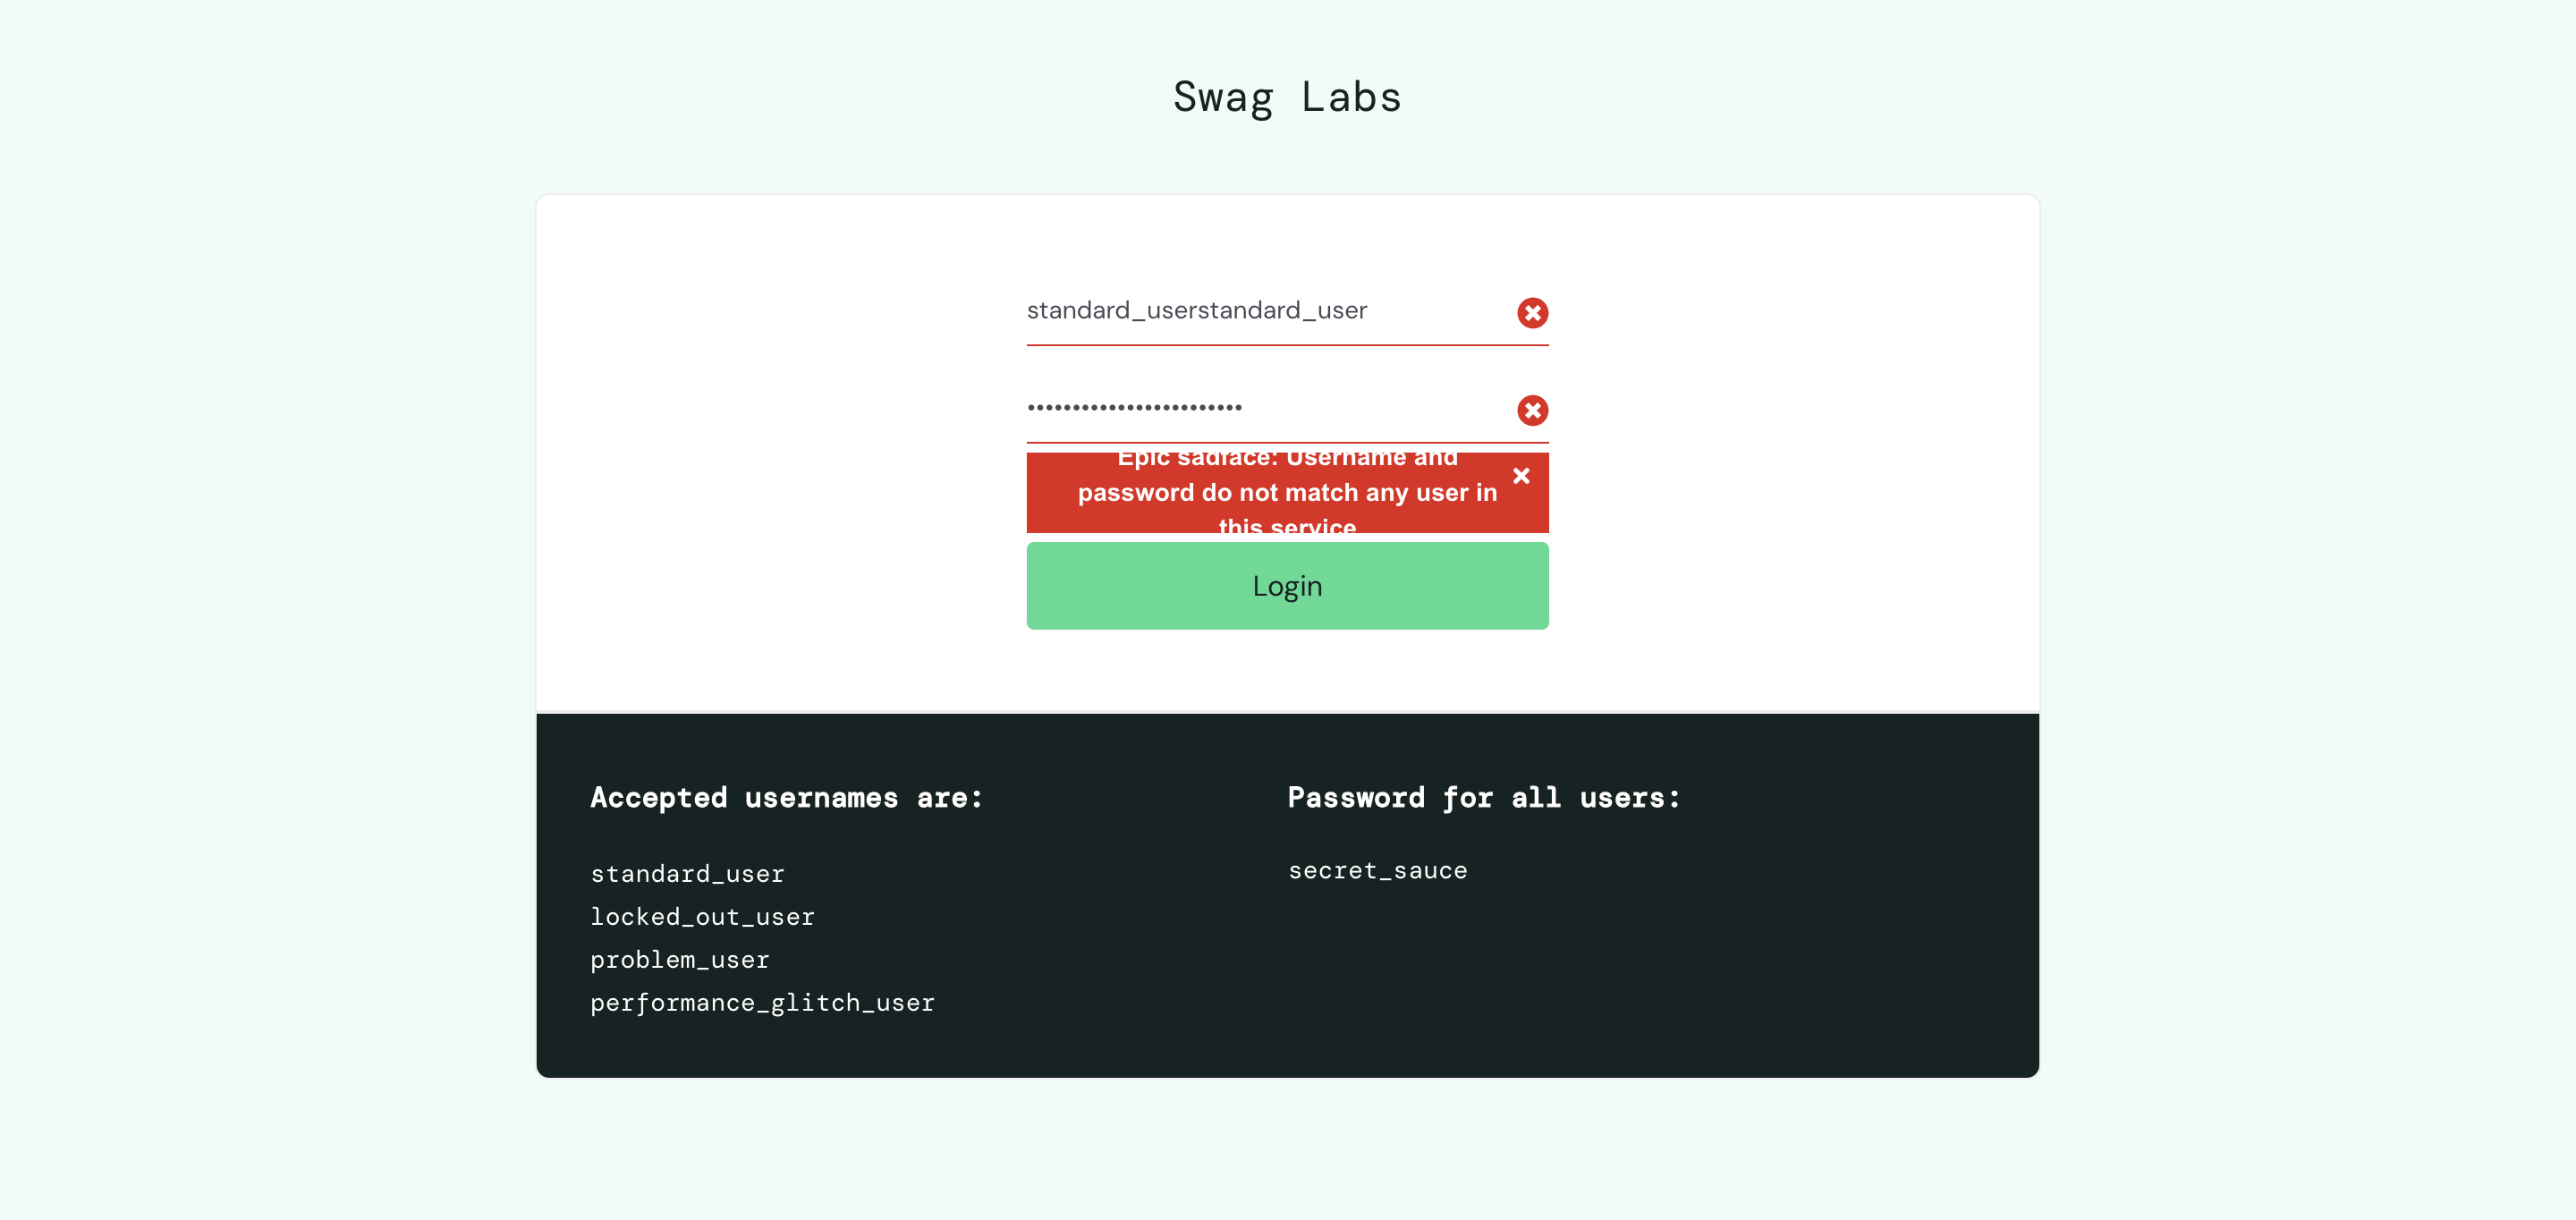 Swag Labs
standard_userstandard_user
••••••••••••••••••••••••
Epic sadface: Username and
password do not match any user in
this service
Login
Accepted usernames are:
standard_user
locked_out_user
problem_user
performance_glitch_user
Password for all users:
secret_sauce